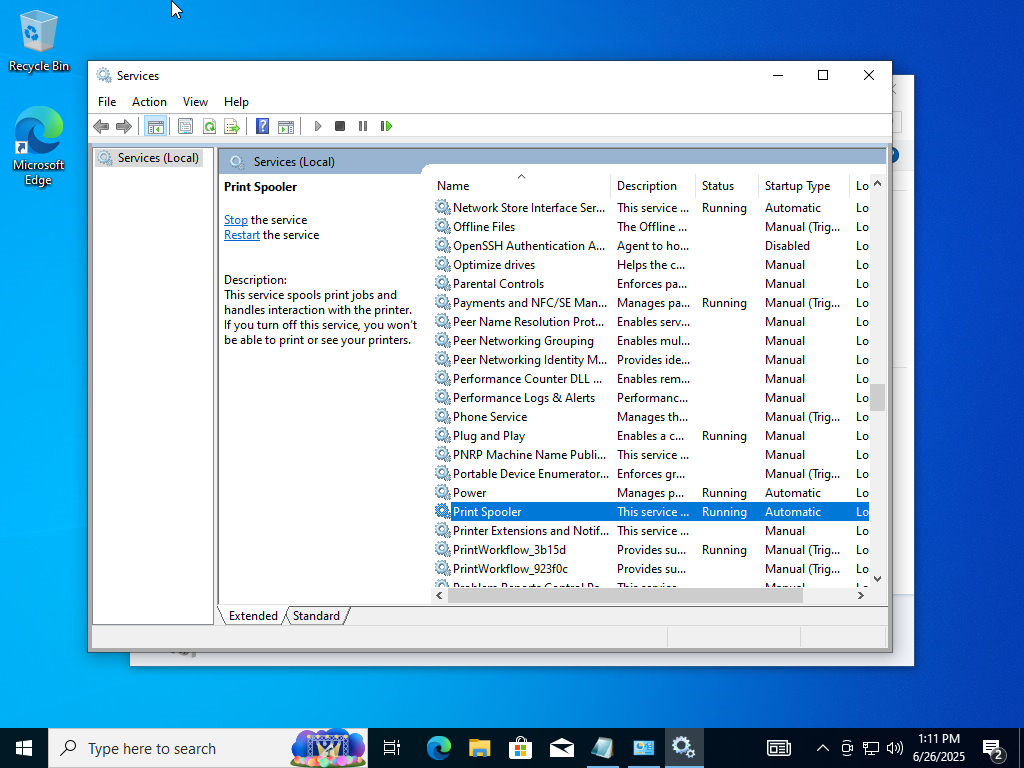 Recycle Bin
Microsoft
Edge
Services
File Action View Help
Services (Local)
Services (Local)
Print Spooler
Stop the service
Restart the service
Description:
This service spools print jobs and
handles interaction with the printer.
If you turn off this service, you won't
be able to print or see your printers.
Name Description Status Startup Type Lo
Network Store Interface Ser... This service ... Running Automatic Lo
Offline Files The Offline ... Manual (Trig... Lo
OpenSSH Authentication A... Agent to ho... Disabled Lo
Optimize drives Helps the c... Manual Lo
Parental Controls Enforces pa... Manual Lo
Payments and NFC/SE Man... Manages pa... Running Manual (Trig... Lo
Peer Name Resolution Prot... Enables serv... Manual Lo
Peer Networking Grouping Enables mul... Manual Lo
Peer Networking Identity M... Provides ide... Manual Lo
Performance Counter DLL ... Enables rem... Manual Lo
Performance Logs & Alerts Performanc... Manual Lo
Phone Service Manages th... Manual (Trig... Lo
Plug and Play Enables a c... Running Manual Lo
PNRP Machine Name Publi... This service ... Manual Lo
Portable Device Enumerator... Enforces gr... Manual (Trig... Lo
Power Manages p... Running Automatic Lo
Print Spooler This service ... Running Automatic Lo
Printer Extensions and Notif... This service ... Manual Lo
PrintWorkflow_3b15d Provides su... Running Manual (Trig... Lo
PrintWorkflow_923f0c Provides su... Manual (Trig... Lo
Extended Standard
Type here to search
1:11 PM
6/26/2025
2